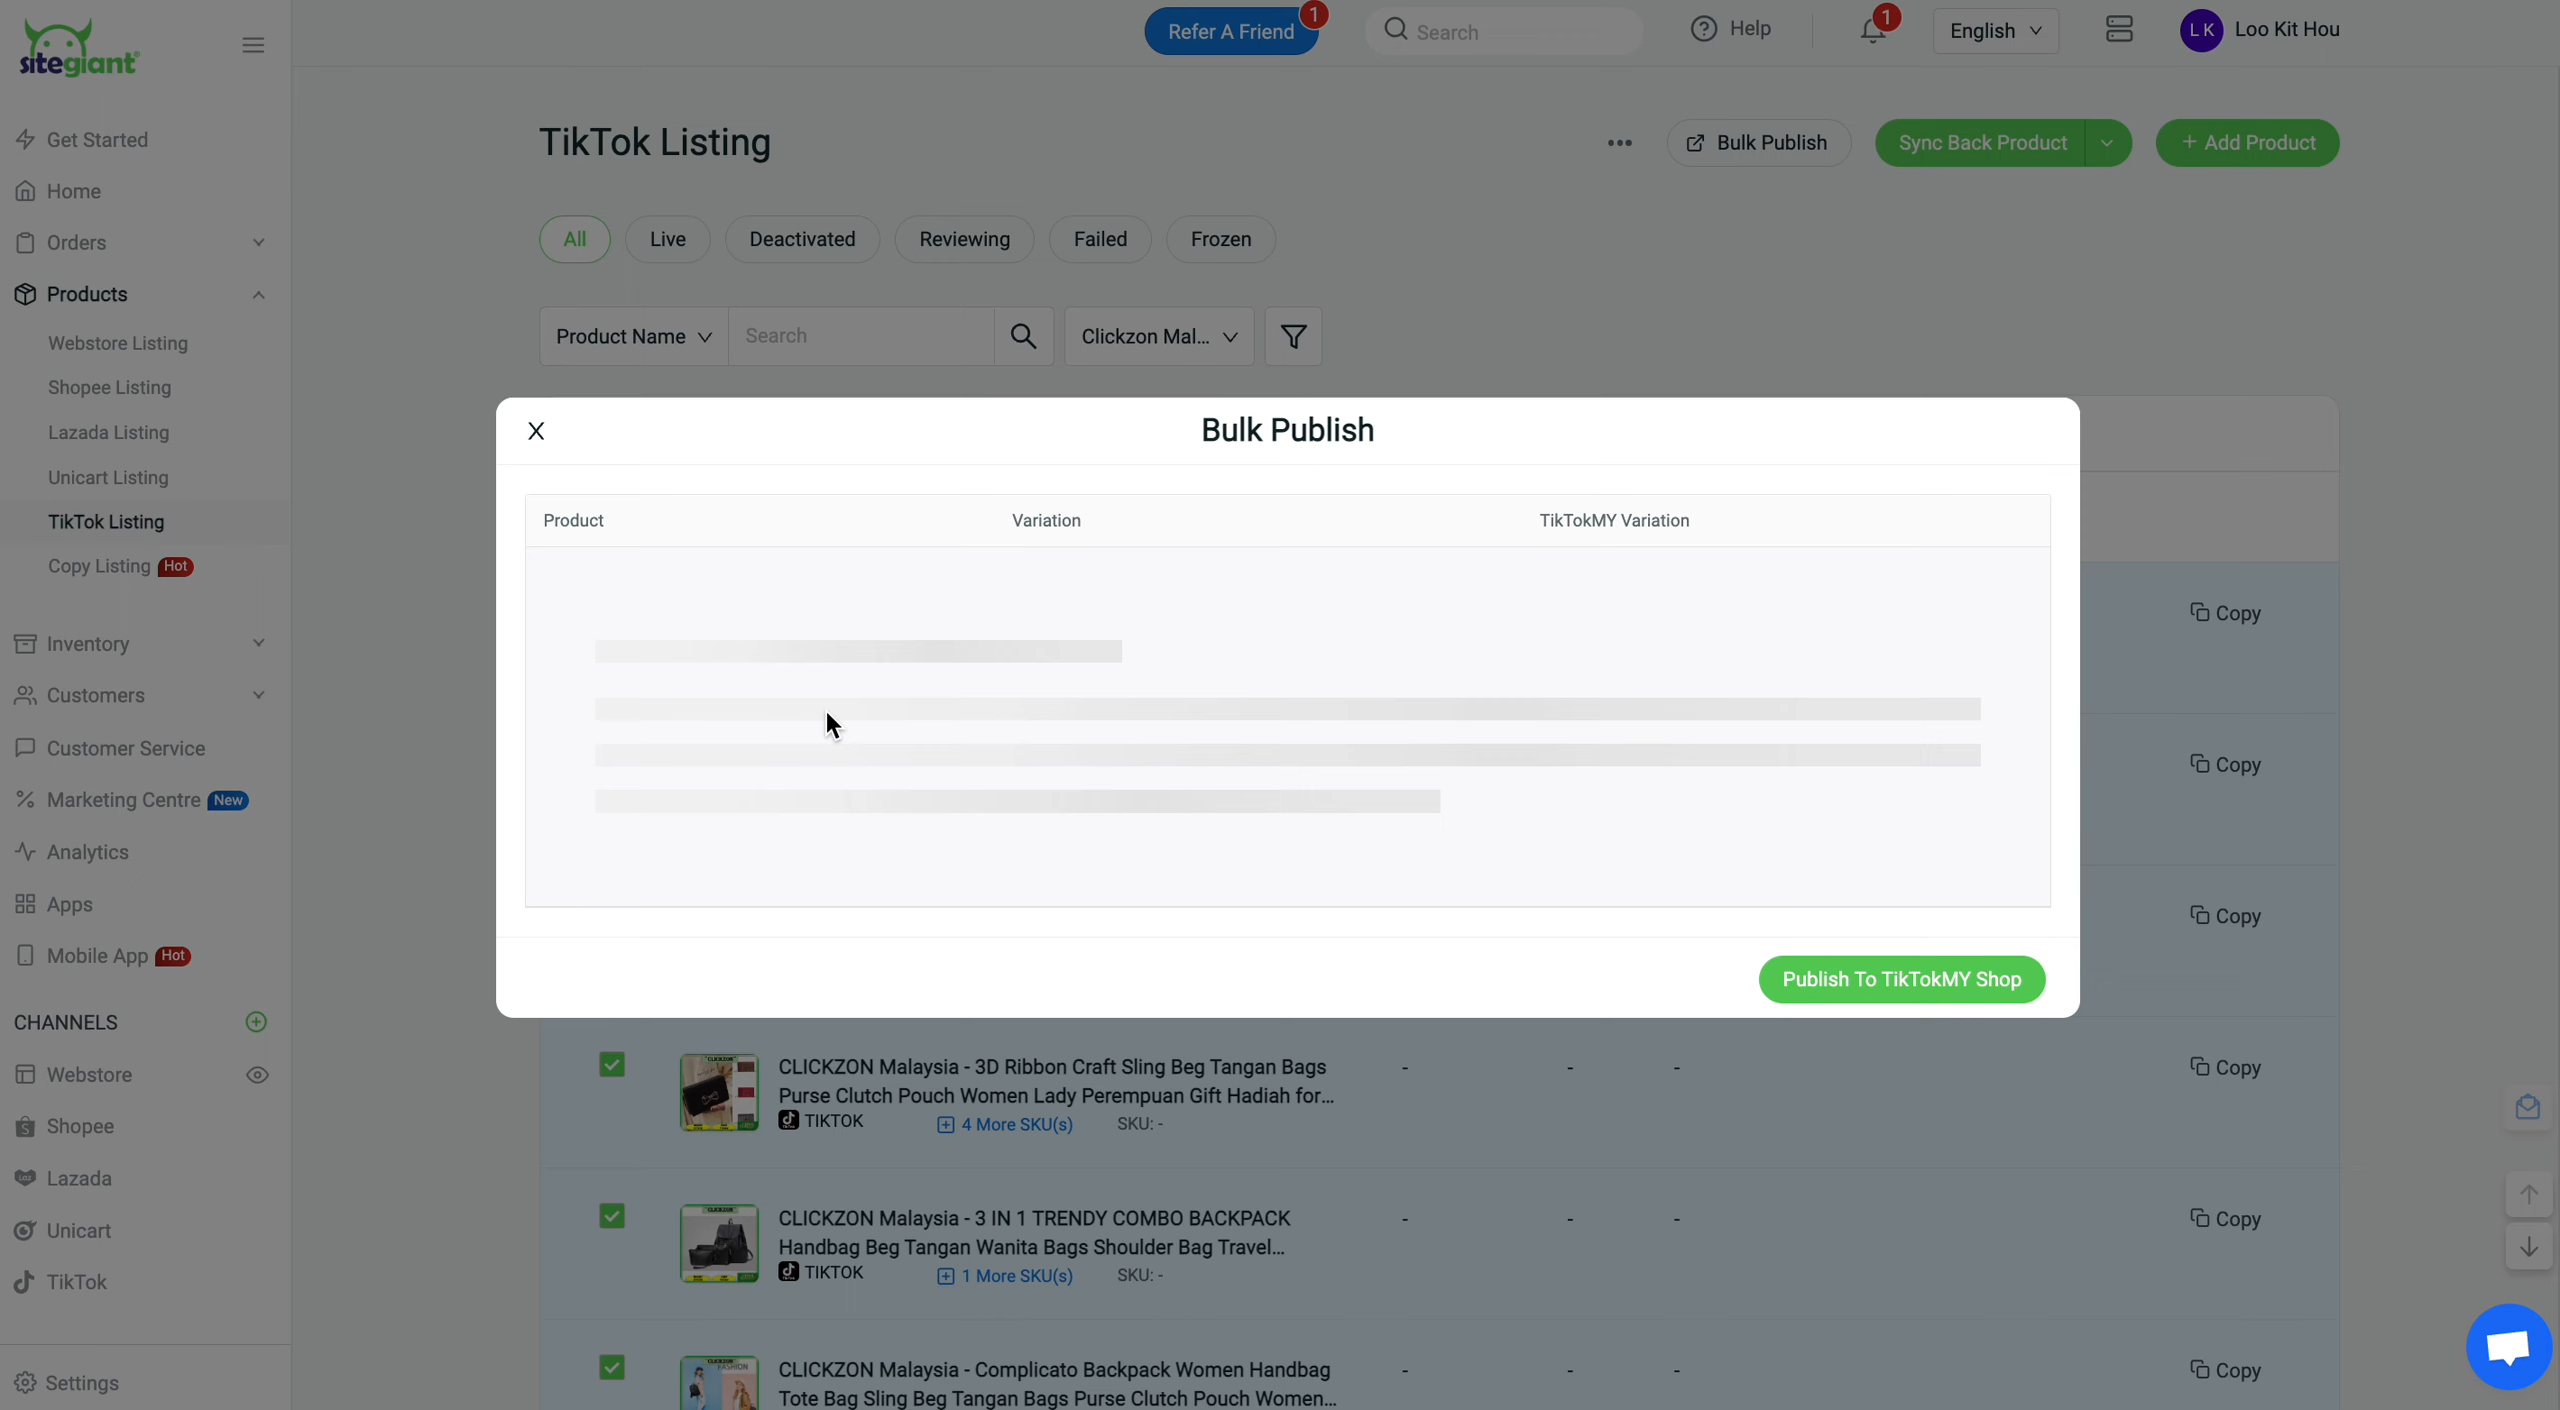 sitegiant
Refer A Friend
1
Search
Help
1
English
LK
Loo Kit Hou
Get Started
Home
Orders
Products
Webstore Listing
Shopee Listing
Lazada Listing
Unicart Listing
TikTok Listing
Copy Listing Hot
Inventory
Customers
Customer Service
Marketing Centre New
Analytics
Apps
Mobile App Hot
CHANNELS
Webstore
Shopee
Lazada
Unicart
TikTok
Settings
TikTok Listing
Bulk Publish
Sync Back Product
+ Add Product
All
Live
Deactivated
Reviewing
Failed
Frozen
Product Name
Search
Clickzon Mal...
X
Bulk Publish
Product
Variation
TikTokMY Variation
Publish To TikTokMY Shop
Copy
Copy
Copy
CLICKZON Malaysia - 3D Ribbon Craft Sling Beg Tangan Bags
Purse Clutch Pouch Women Lady Perempuan Gift Hadiah for...
TIKTOK
4 More SKU(s)
SKU: -
-
-
-
Copy
CLICKZON Malaysia - 3 IN 1 TRENDY COMBO BACKPACK
Handbag Beg Tangan Wanita Bags Shoulder Bag Travel...
TIKTOK
1 More SKU(s)
SKU: -
-
-
-
Copy
CLICKZON Malaysia - Complicato Backpack Women Handbag
Tote Bag Sling Beg Tangan Bags Purse Clutch Pouch Women...
-
-
-
Copy